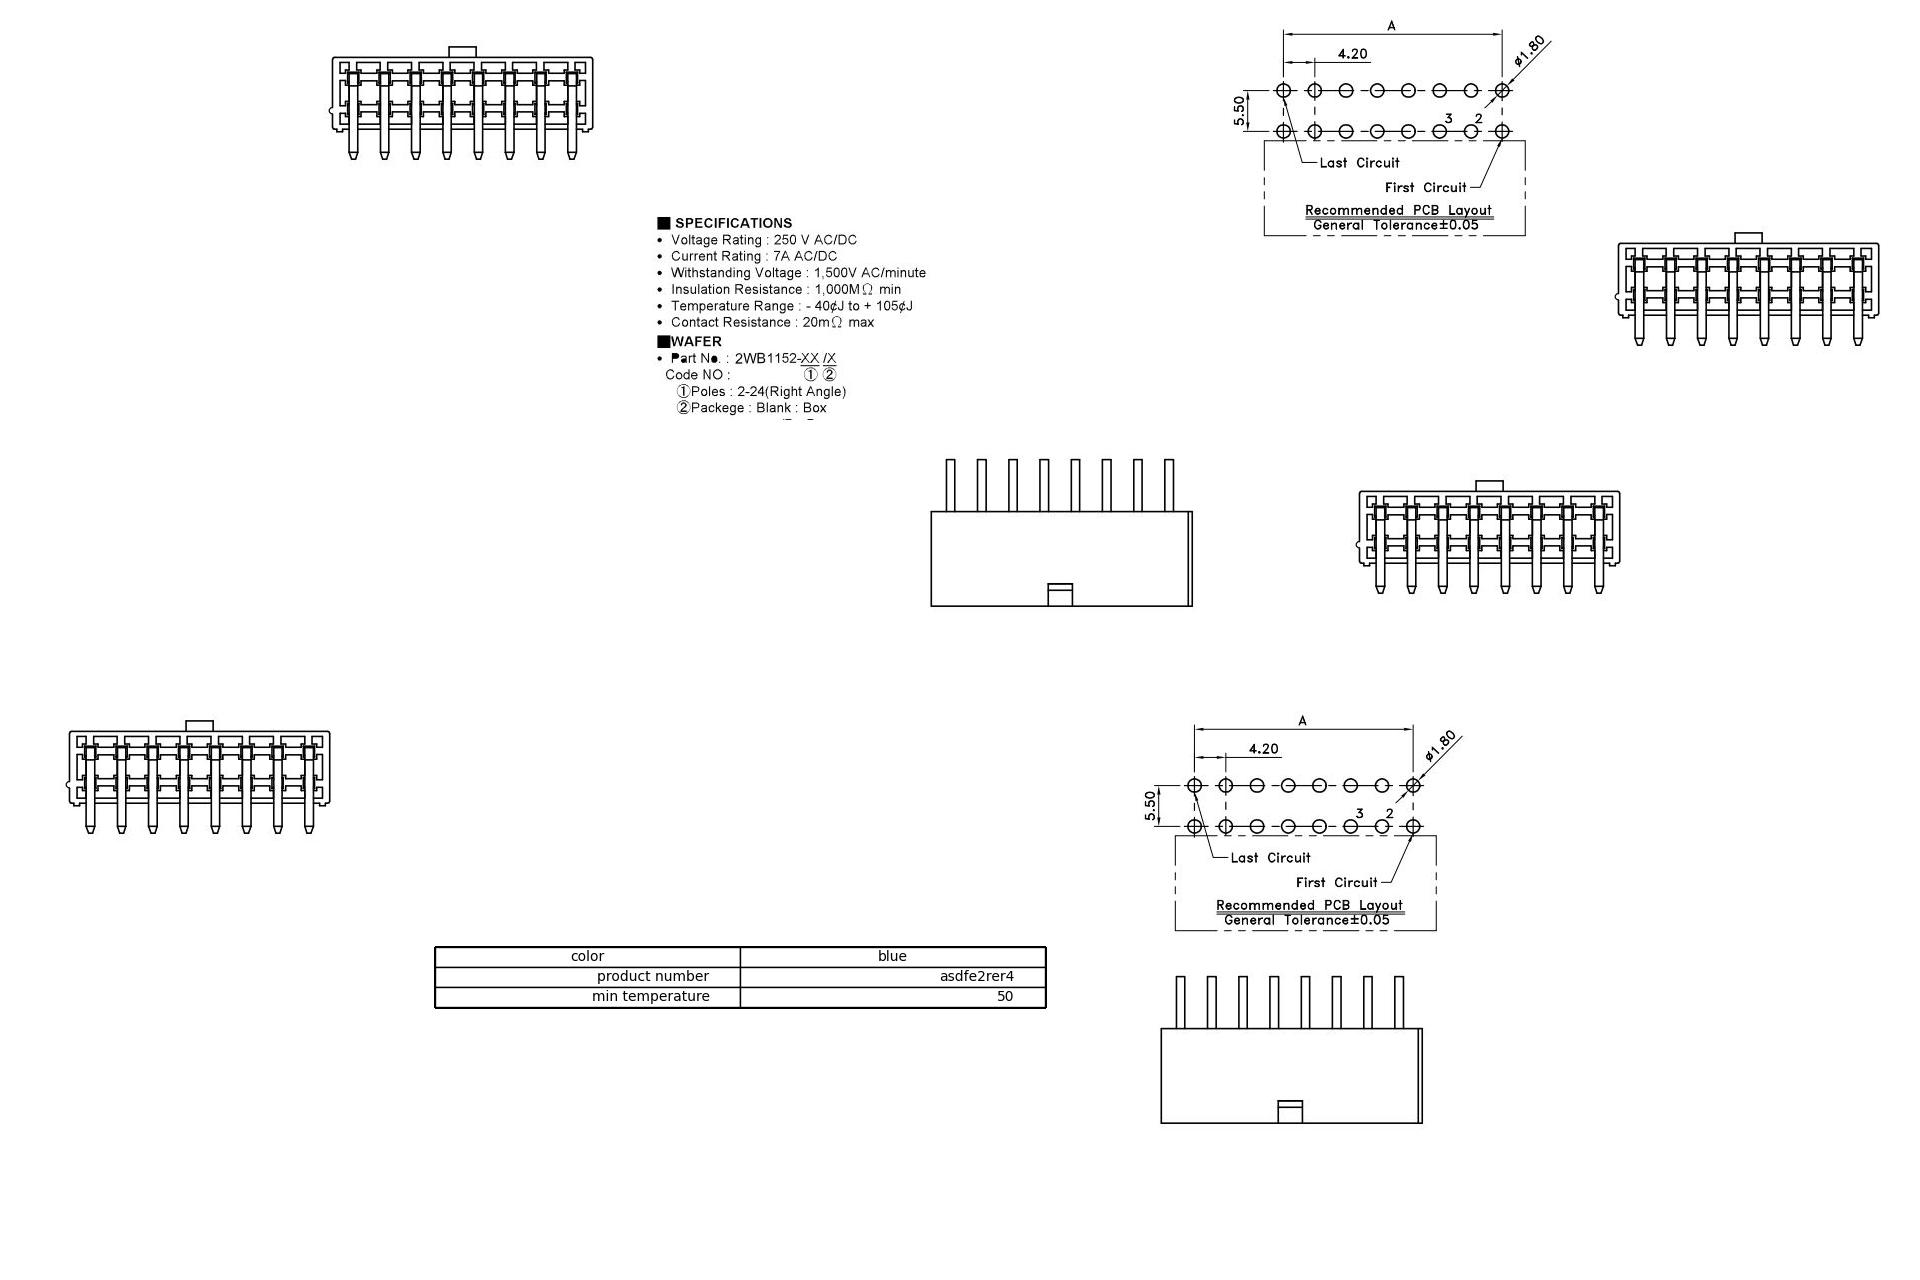 A
4.20
ø1.80
5.50
3 2
Last Circuit
First Circuit
Recommended PCB Layout
General Tolerance±0.05
■ SPECIFICATIONS
• Voltage Rating : 250 V AC/DC
• Current Rating : 7A AC/DC
• Withstanding Voltage : 1,500V AC/minute
• Insulation Resistance : 1,000MΩ min
• Temperature Range : - 40¢J to + 105¢J
• Contact Resistance : 20mΩ max
■WAFER
• Part No. : 2WB1152-XX /X
Code NO : ① ②
①Poles : 2-24(Right Angle)
②Packege : Blank : Box
A
4.20
ø1.80
5.50
3 2
Last Circuit
First Circuit
Recommended PCB Layout
General Tolerance±0.05
color blue
product number asdfe2rer4
min temperature 50